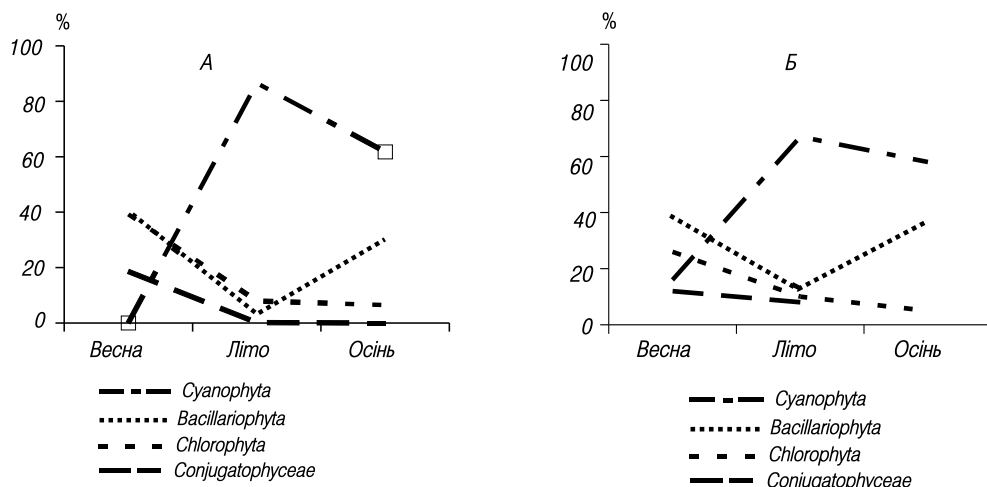 %
А
100
80
60
40
20
0
Весна Літо Осінь
Cyanophyta
Bacillariophyta
Chlorophyta
Conjugatophyceae
%
Б
100
80
60
40
20
0
Весна Літо Осінь
Cyanophyta
Bacillariophyta
Chlorophyta
Conjugatophyceae